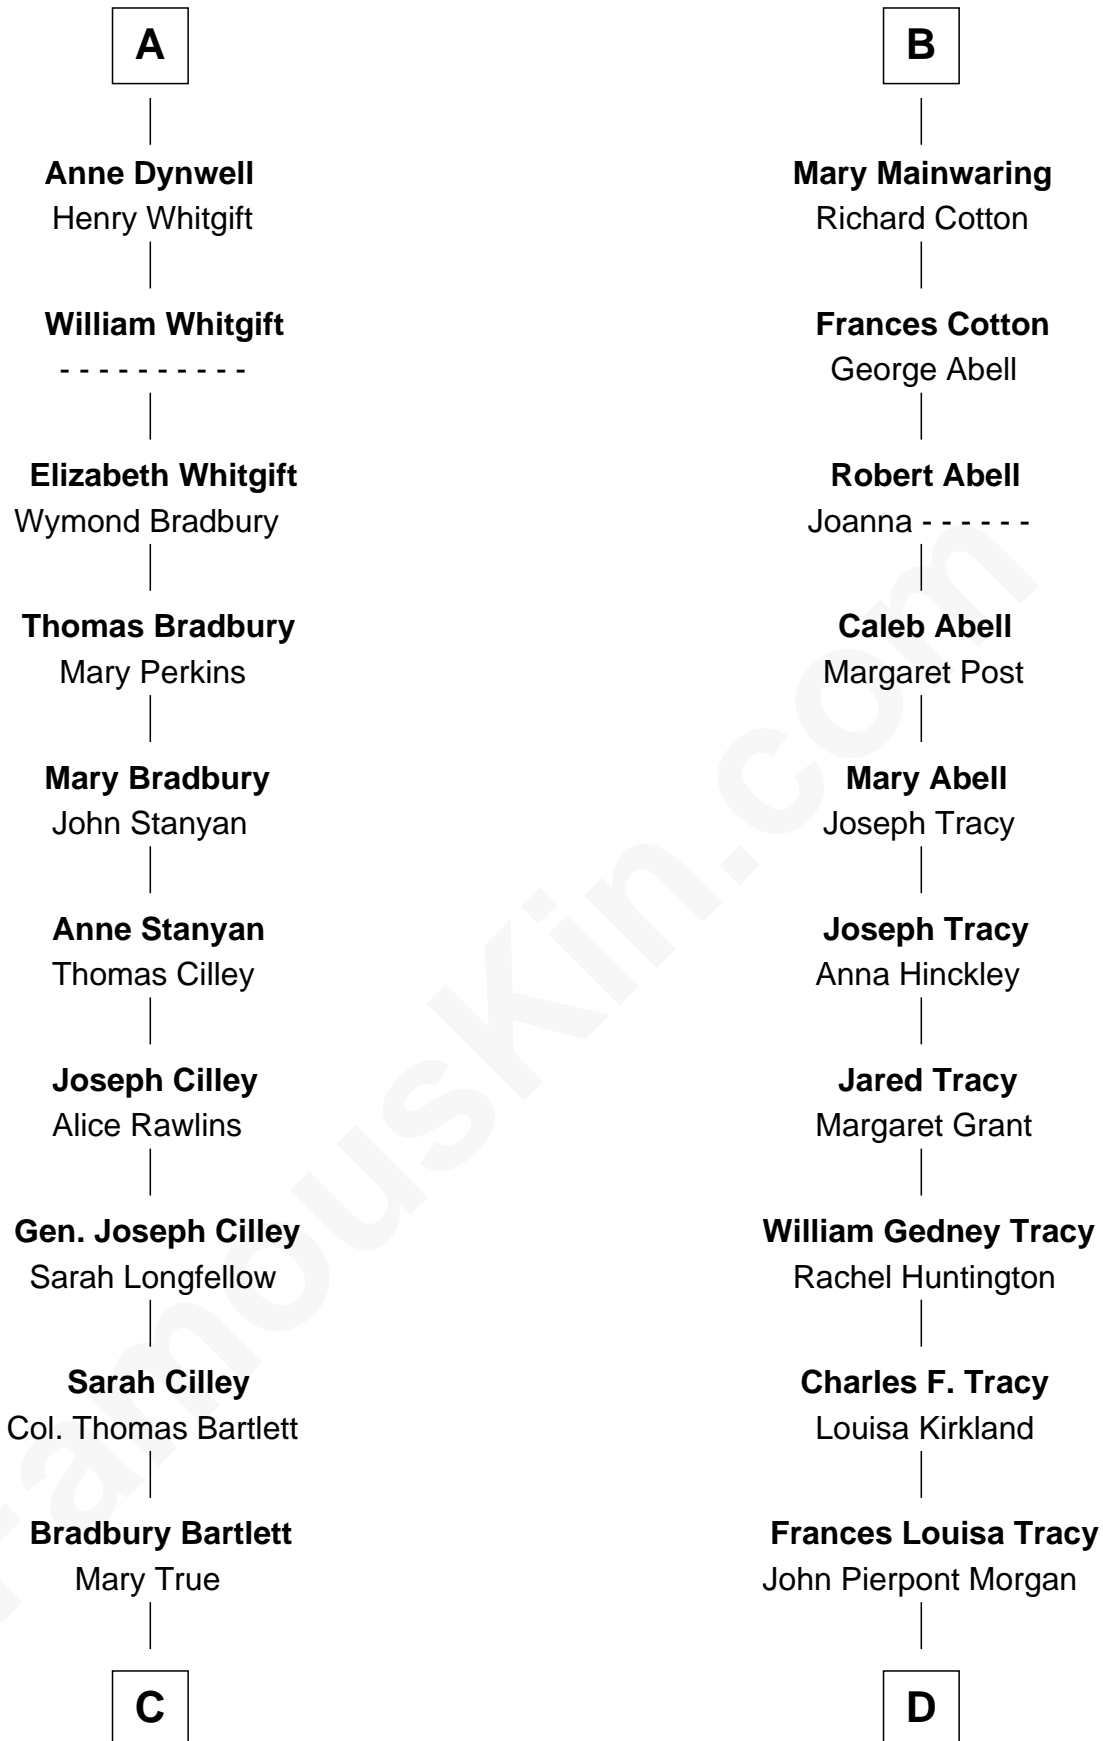 A
Anne Dynwell
Henry Whitgift
William Whitgift
- - - - - - - - - -
Elizabeth Whitgift
Wymond Bradbury
Thomas Bradbury
Mary Perkins
Mary Bradbury
John Stanyan
Anne Stanyan
Thomas Cilley
Joseph Cilley
Alice Rawlins
Gen. Joseph Cilley
Sarah Longfellow
Sarah Cilley
Col. Thomas Bartlett
Bradbury Bartlett
Mary True
C
B
Mary Mainwaring
Richard Cotton
Frances Cotton
George Abell
Robert Abell
Joanna - - - - - -
Caleb Abell
Margaret Post
Mary Abell
Joseph Tracy
Joseph Tracy
Anna Hinckley
Jared Tracy
Margaret Grant
William Gedney Tracy
Rachel Huntington
Charles F. Tracy
Louisa Kirkland
Frances Louisa Tracy
John Pierpont Morgan
D
FamousKin.com